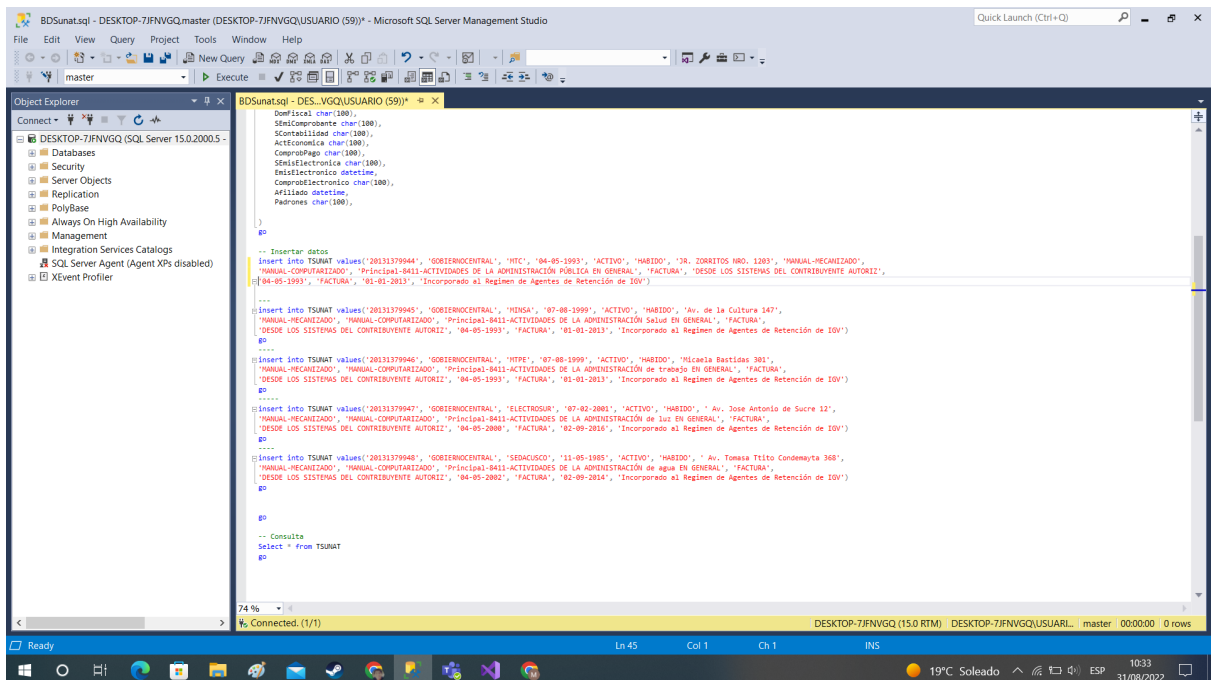 BDSunat.sql - DESKTOP-7JFNVGQ.master (DESKTOP-7JFNVGQ\USUARIO (59))* - Microsoft SQL Server Management Studio
Quick Launch (Ctrl+Q)
File Edit View Query Project Tools Window Help
New Query
master
Execute
Object Explorer
Connect
DESKTOP-7JFNVGQ (SQL Server 15.0.2000.5 -
Databases
Security
Server Objects
Replication
PolyBase
Always On High Availability
Management
Integration Services Catalogs
SQL Server Agent (Agent XPs disabled)
XEvent Profiler
BDSunat.sql - DES...VGQ\USUARIO (59))*
DomFiscal char(100),
SEmiComprobante char(100),
SContabilidad char(100),
ActEconomica char(100),
ComprobPago char(100),
SEmisElectronica char(100),
EmisElectronico datetime,
ComprobElectronico char(100),
Afiliado datetime,
Padrones char(100),
)
go
-- Insertar datos
insert into TSUNAT values('20131379944', 'GOBIERNOCENTRAL', 'MTC', '04-05-1993', 'ACTIVO', 'HABIDO', 'JR. ZORRITOS NRO. 1203', 'MANUAL-MECANIZADO',
'MANUAL-COMPUTARIZADO', 'Principal-8411-ACTIVIDADES DE LA ADMINISTRACIÓN PÚBLICA EN GENERAL', 'FACTURA', 'DESDE LOS SISTEMAS DEL CONTRIBUYENTE AUTORIZ',
'04-05-1993', 'FACTURA', '01-01-2013', 'Incorporado al Regimen de Agentes de Retención de IGV')
---
insert into TSUNAT values('20131379945', 'GOBIERNOCENTRAL', 'MINSA', '07-08-1999', 'ACTIVO', 'HABIDO', 'Av. de la Cultura 147',
'MANUAL-MECANIZADO', 'MANUAL-COMPUTARIZADO', 'Principal-8411-ACTIVIDADES DE LA ADMINISTRACIÓN Salud EN GENERAL', 'FACTURA',
'DESDE LOS SISTEMAS DEL CONTRIBUYENTE AUTORIZ', '04-05-1993', 'FACTURA', '01-01-2013', 'Incorporado al Regimen de Agentes de Retención de IGV')
go
----
insert into TSUNAT values('20131379946', 'GOBIERNOCENTRAL', 'MTPE', '07-08-1999', 'ACTIVO', 'HABIDO', 'Micaela Bastidas 301',
'MANUAL-MECANIZADO', 'MANUAL-COMPUTARIZADO', 'Principal-8411-ACTIVIDADES DE LA ADMINISTRACIÓN de trabajo EN GENERAL', 'FACTURA',
'DESDE LOS SISTEMAS DEL CONTRIBUYENTE AUTORIZ', '04-05-1993', 'FACTURA', '01-01-2013', 'Incorporado al Regimen de Agentes de Retención de IGV')
go
-----
insert into TSUNAT values('20131379947', 'GOBIERNOCENTRAL', 'ELECTROSUR', '07-02-2001', 'ACTIVO', 'HABIDO', ' Av. Jose Antonio de Sucre 12',
'MANUAL-MECANIZADO', 'MANUAL-COMPUTARIZADO', 'Principal-8411-ACTIVIDADES DE LA ADMINISTRACIÓN de luz EN GENERAL', 'FACTURA',
'DESDE LOS SISTEMAS DEL CONTRIBUYENTE AUTORIZ', '04-05-2000', 'FACTURA', '02-09-2016', 'Incorporado al Regimen de Agentes de Retención de IGV')
go
----
insert into TSUNAT values('20131379948', 'GOBIERNOCENTRAL', 'SEDACUSCO', '11-05-1985', 'ACTIVO', 'HABIDO', ' Av. Tomasa Ttito Condemayta 368',
'MANUAL-MECANIZADO', 'MANUAL-COMPUTARIZADO', 'Principal-8411-ACTIVIDADES DE LA ADMINISTRACIÓN de agua EN GENERAL', 'FACTURA',
'DESDE LOS SISTEMAS DEL CONTRIBUYENTE AUTORIZ', '04-05-2002', 'FACTURA', '02-09-2014', 'Incorporado al Regimen de Agentes de Retención de IGV')
go
go
-- Consulta
Select * from TSUNAT
go
74 %
Connected. (1/1)
DESKTOP-7JFNVGQ (15.0 RTM) DESKTOP-7JFNVGQ\USUARI... master 00:00:00 0 rows
Ready
Ln 45 Col 1 Ch 1 INS
19°C Soleado ESP
10:33
31/08/2022